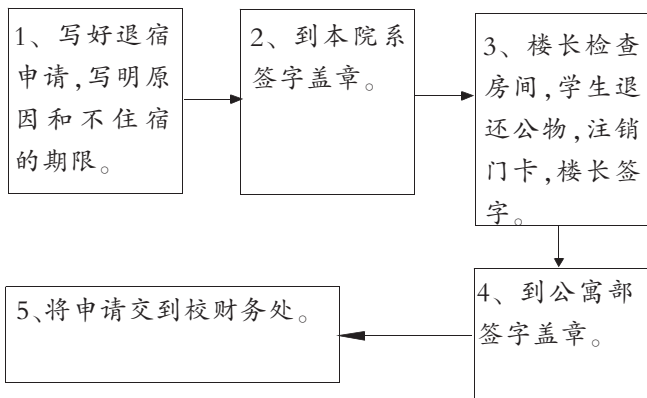 1、写好退宿
申请,写明原
因和不住宿
的期限。
2、到本院系
签字盖章。
3、楼长检查
房间,学生退
还公物,注销
门卡,楼长签
字。
4、到公寓部
签字盖章。
5、将申请交到校财务处。